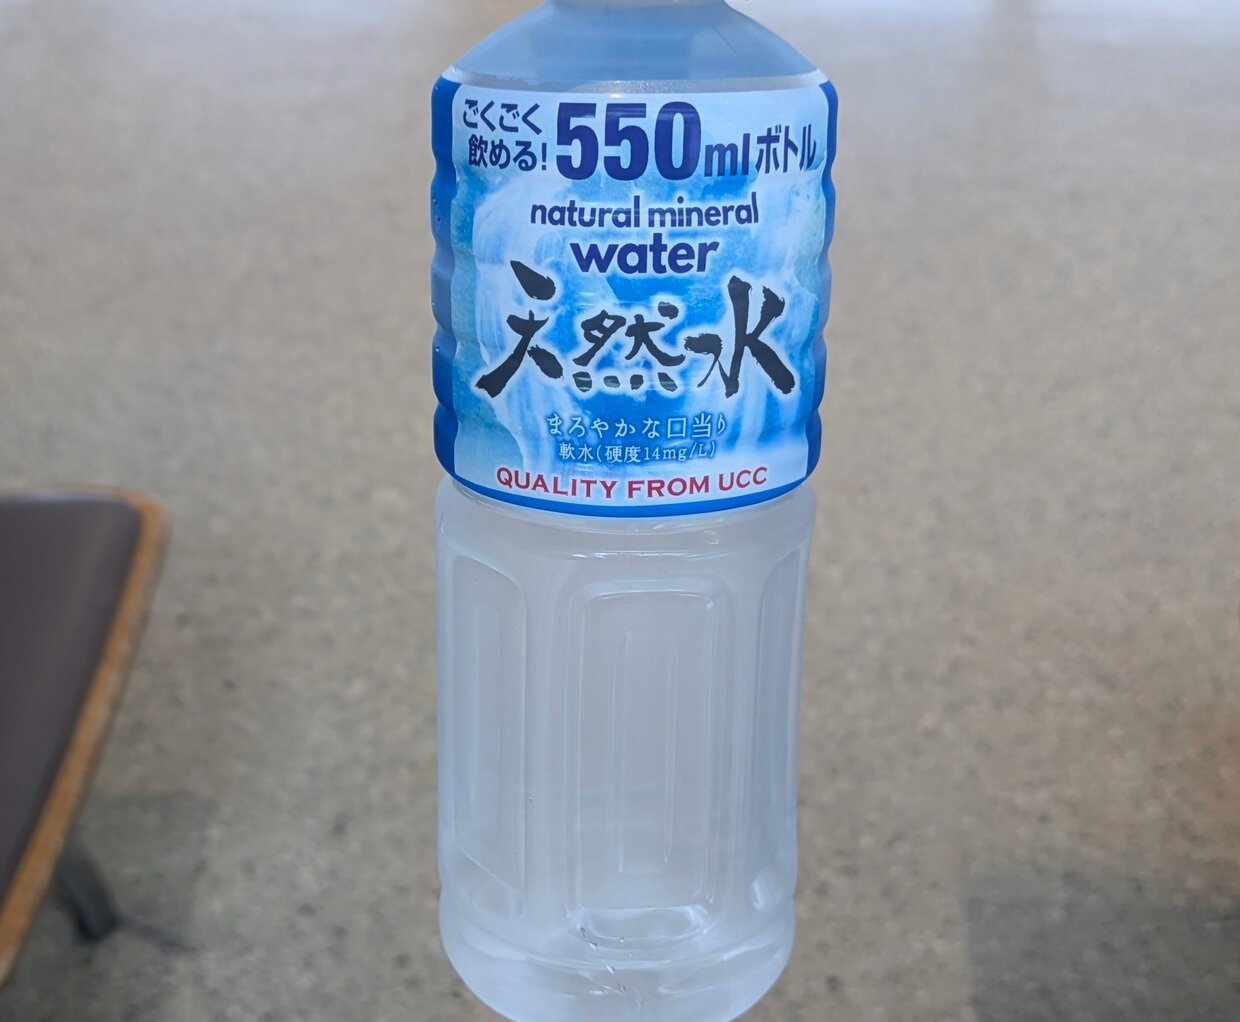 ごくごく
飲める! 550mlボトル
natural mineral
water
天然水
まろやかな口当り
軟水(硬度14mg/L)
QUALITY FROM UCC